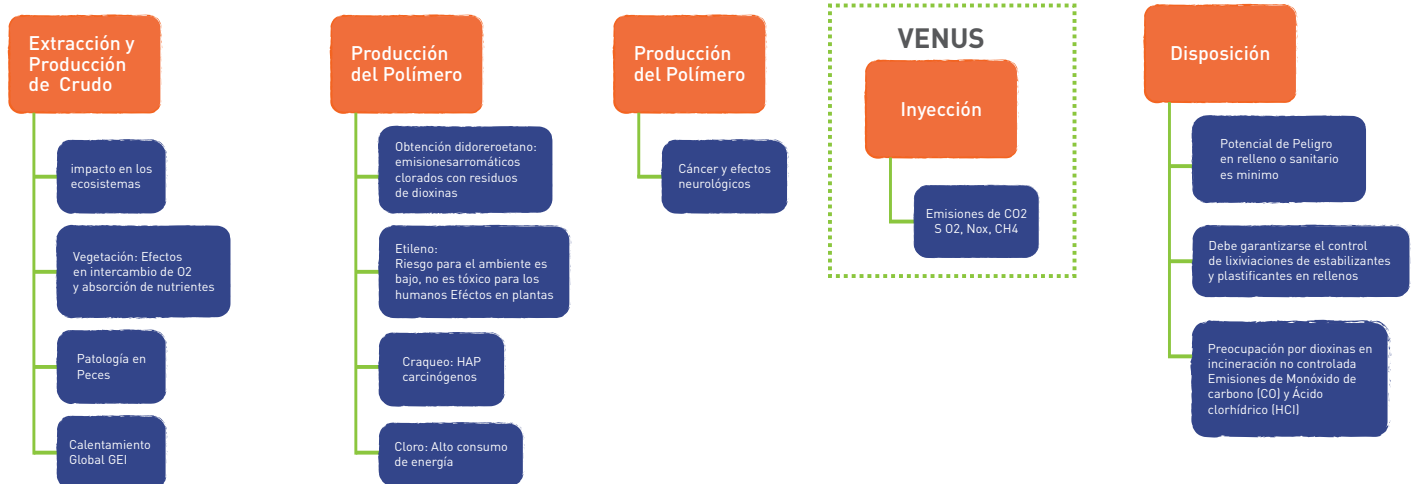 Extracción y
Producción
de Crudo
impacto en los
ecosistemas
Vegetación: Efectos
en intercambio de O2
y absorción de nutrientes
Patología en
Peces
Calentamiento
Global GEI
Producción
del Polímero
Obtención didoreroetano:
emisionesarromáticos
clorados con residuos
de dioxinas
Etileno:
Riesgo para el ambiente es
bajo, no es tóxico para los
humanos Eféctos en plantas
Craqueo: HAP
carcinógenos
Cloro: Alto consumo
de energía
Producción
del Polímero
Cáncer y efectos
neurológicos
VENUS
Inyección
Emisiones de CO2
S O2, Nox, CH4
Disposición
Potencial de Peligro
en relleno o sanitario
es minimo
Debe garantizarse el control
de lixiviaciones de estabilizantes
y plastificantes en rellenos
Preocupación por dioxinas en
incineración no controlada
Emisiones de Monóxido de
carbono (CO) y Ácido
clorhídrico (HCI)